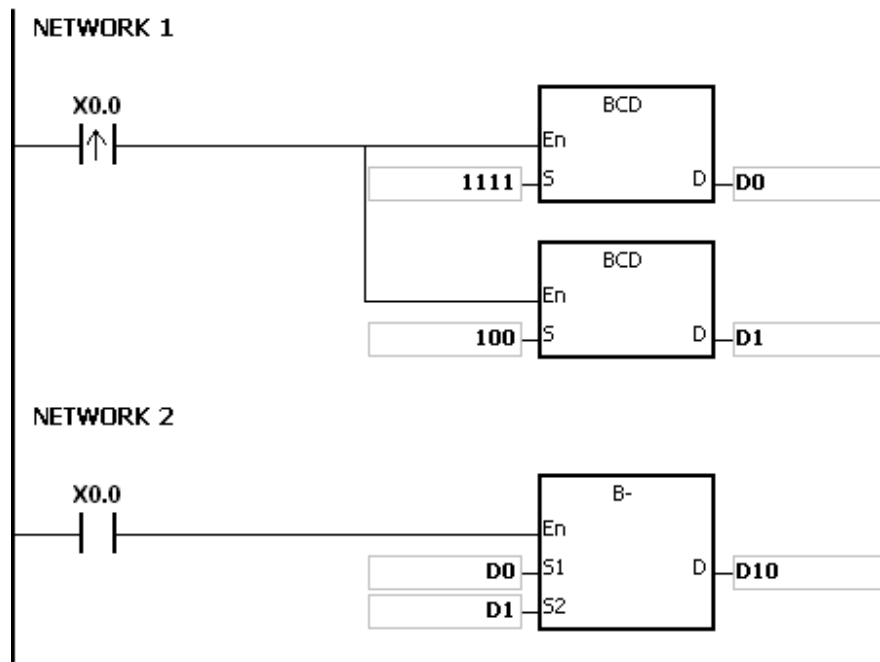 NETWORK 1
X0.0
BCD
En
1111 S D D0
BCD
En
100 S D D1
NETWORK 2
X0.0
B-
En
D0 S1 D D10
D1 S2